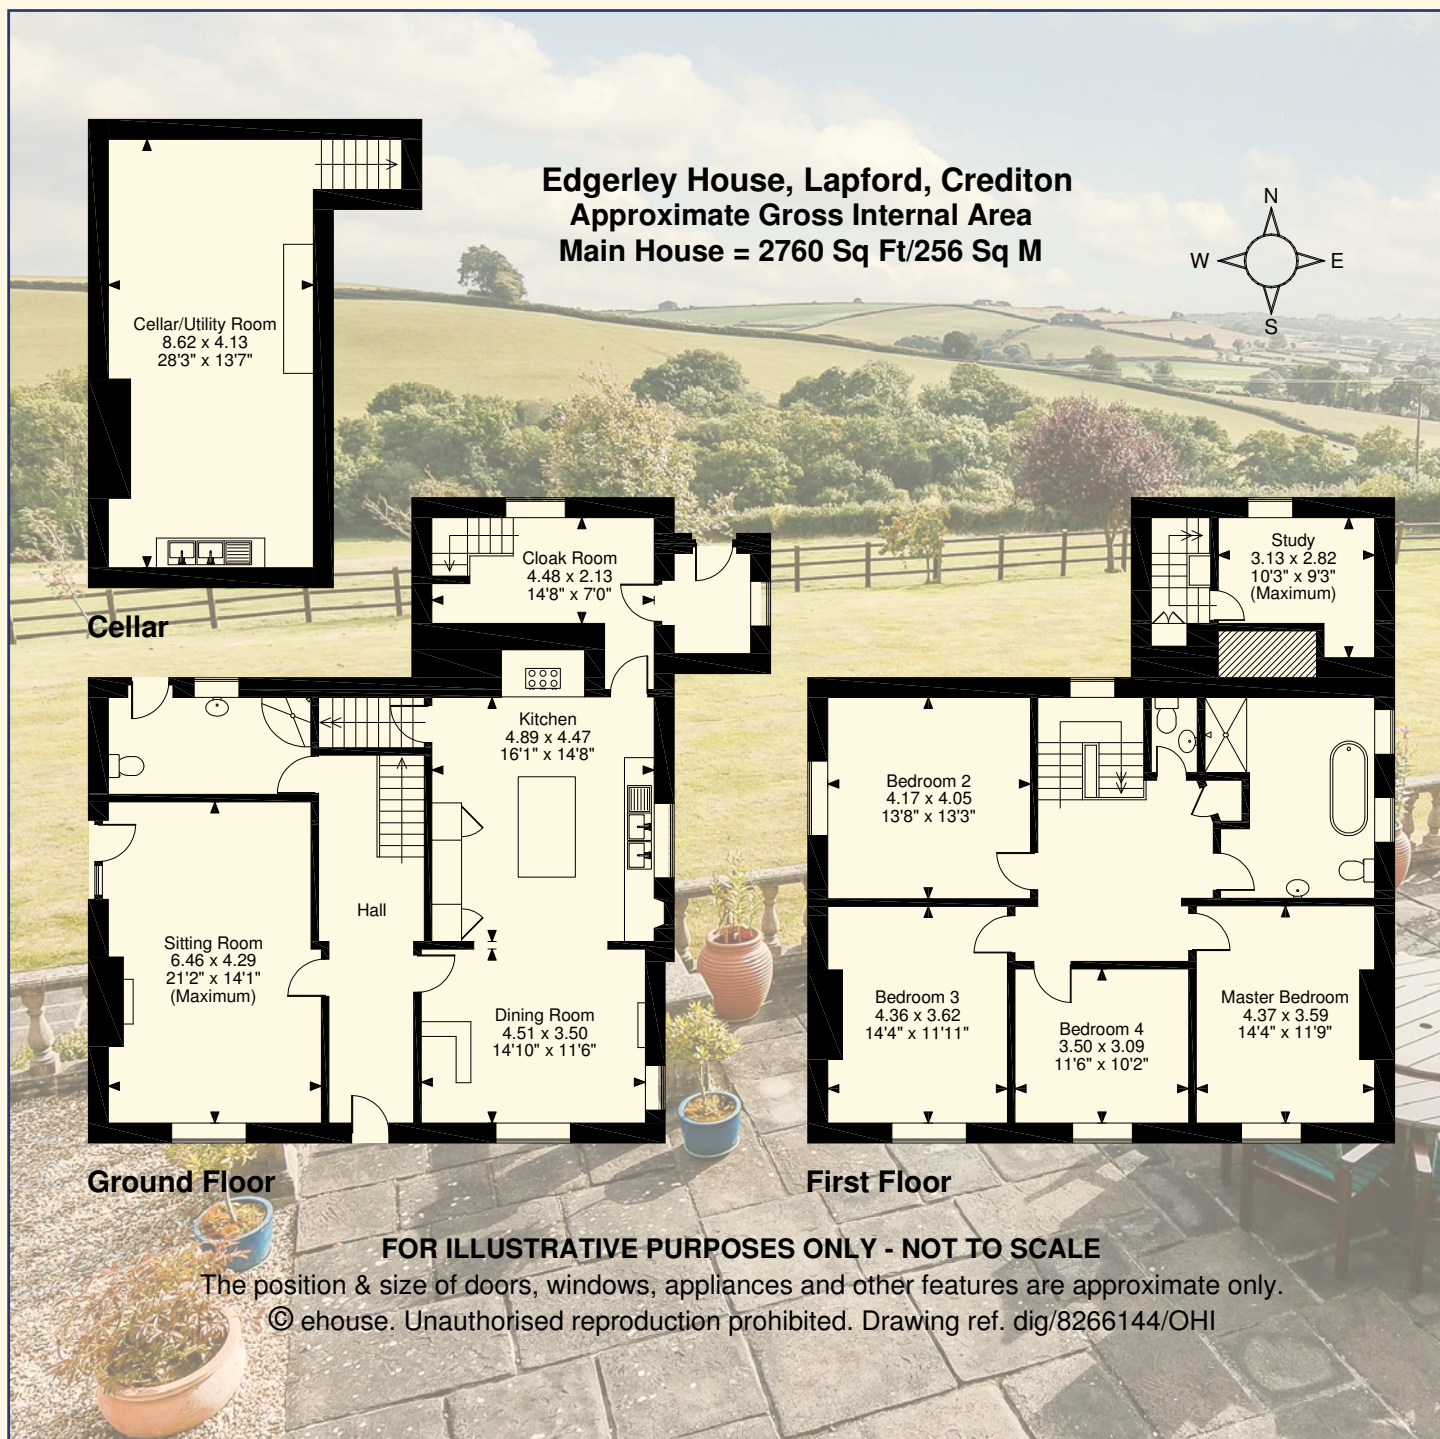 Edgerley House, Lapford, Crediton
Approximate Gross Internal Area
Main House = 2760 Sq Ft/256 Sq M
N
W
E
S
Cellar/Utility Room
8.62 x 4.13
28'3" x 13'7"
Cellar
Cloak Room
4.48 x 2.13
14'8" x 7'0"
Kitchen
4.89 x 4.47
16'1" x 14'8"
Hall
Sitting Room
6.46 x 4.29
21'2" x 14'1"
(Maximum)
Dining Room
4.51 x 3.50
14'10" x 11'6"
Ground Floor
Study
3.13 x 2.82
10'3" x 9'3"
(Maximum)
Bedroom 2
4.17 x 4.05
13'8" x 13'3"
Bedroom 3
4.36 x 3.62
14'4" x 11'11"
Bedroom 4
3.50 x 3.09
11'6" x 10'2"
Master Bedroom
4.37 x 3.59
14'4" x 11'9"
First Floor
FOR ILLUSTRATIVE PURPOSES ONLY - NOT TO SCALE
The position & size of doors, windows, appliances and other features are approximate only.
© ehouse. Unauthorised reproduction prohibited. Drawing ref. dig/8266144/OHI